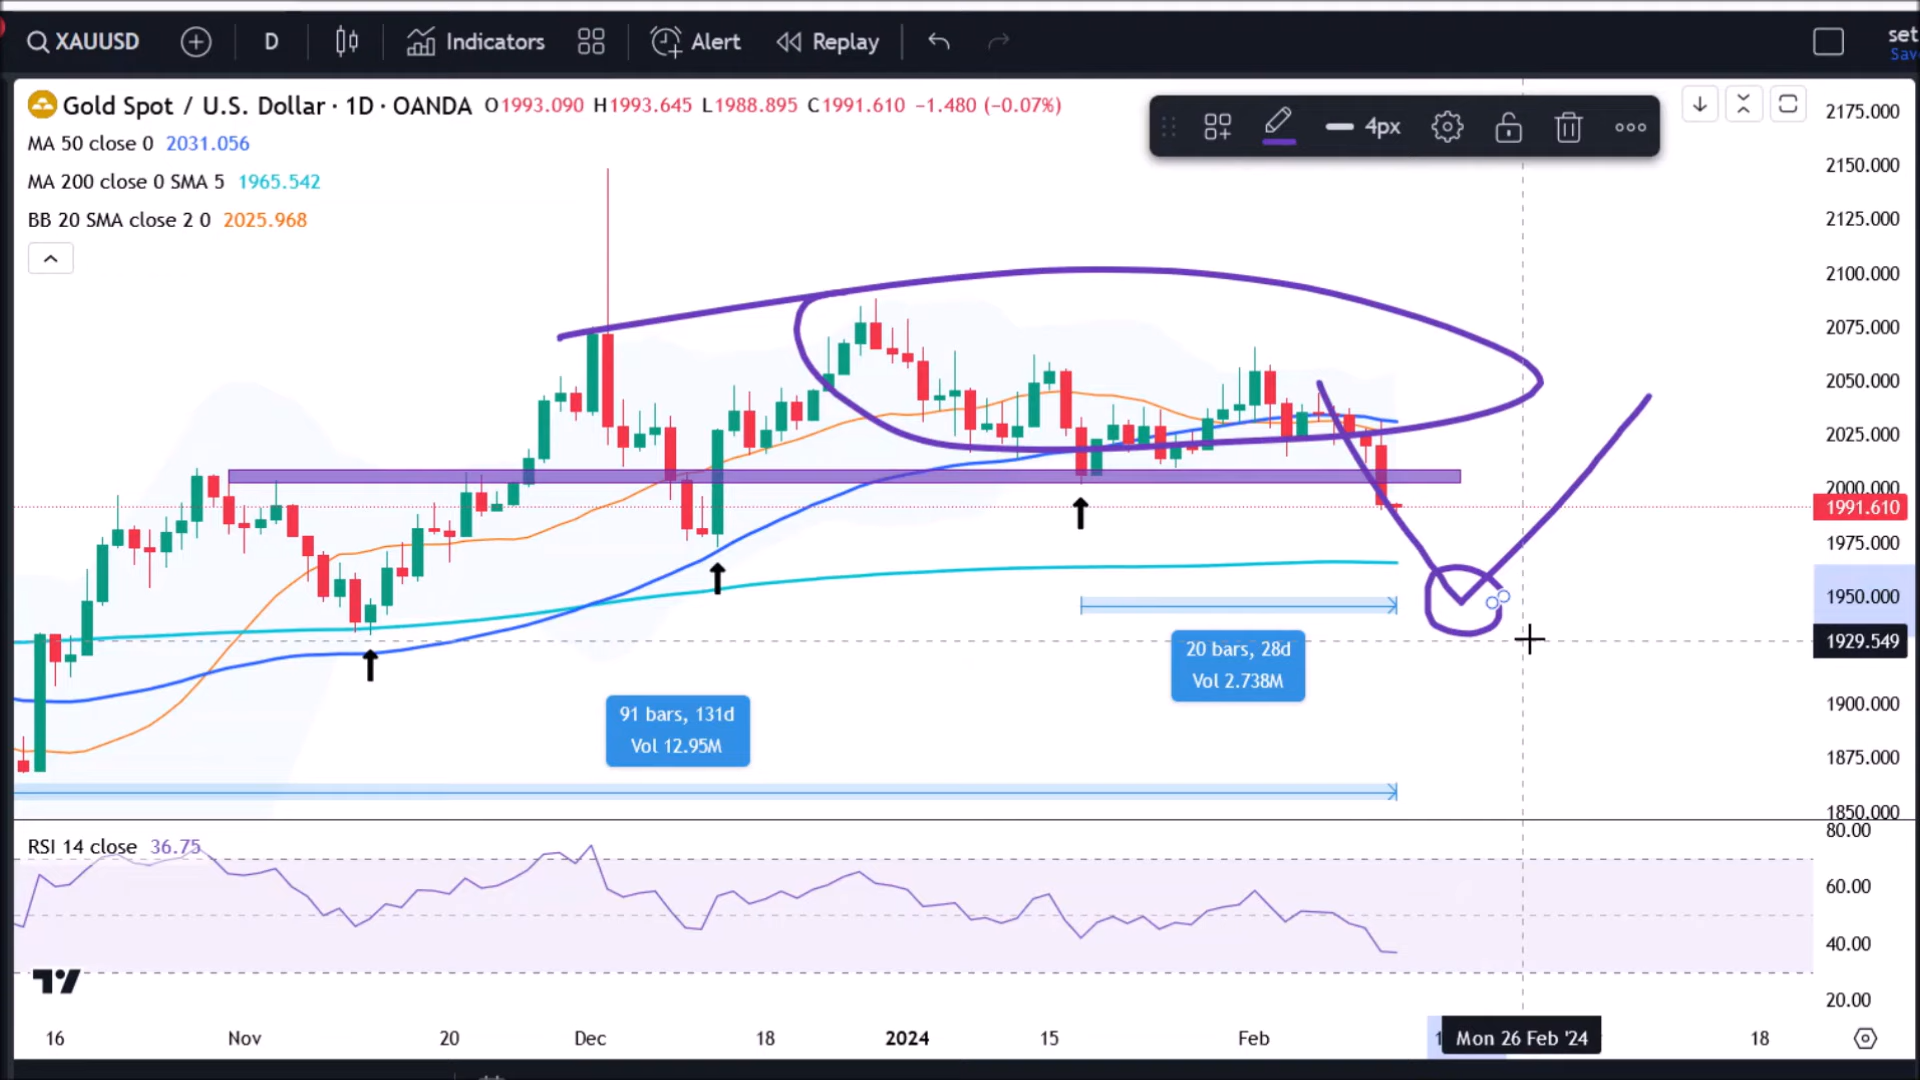 XAUUSD D Indicators Alert Replay set
Sav
Gold Spot / U.S. Dollar · 1D · OANDA O1993.090 H1993.645 L1988.895 C1991.610 −1.480 (−0.07%)
4px
MA 50 close 0 2031.056
MA 200 close 0 SMA 5 1965.542
BB 20 SMA close 2 0 2025.968
2175.000
2150.000
2125.000
2100.000
2075.000
2050.000
2025.000
2000.000
1991.610
1975.000
1950.000
1929.549
1900.000
1875.000
1850.000
20 bars, 28d
Vol 2.738M
91 bars, 131d
Vol 12.95M
RSI 14 close 36.75
80.00
60.00
40.00
20.00
16 Nov 20 Dec 18 2024 15 Feb Mon 26 Feb '24 18